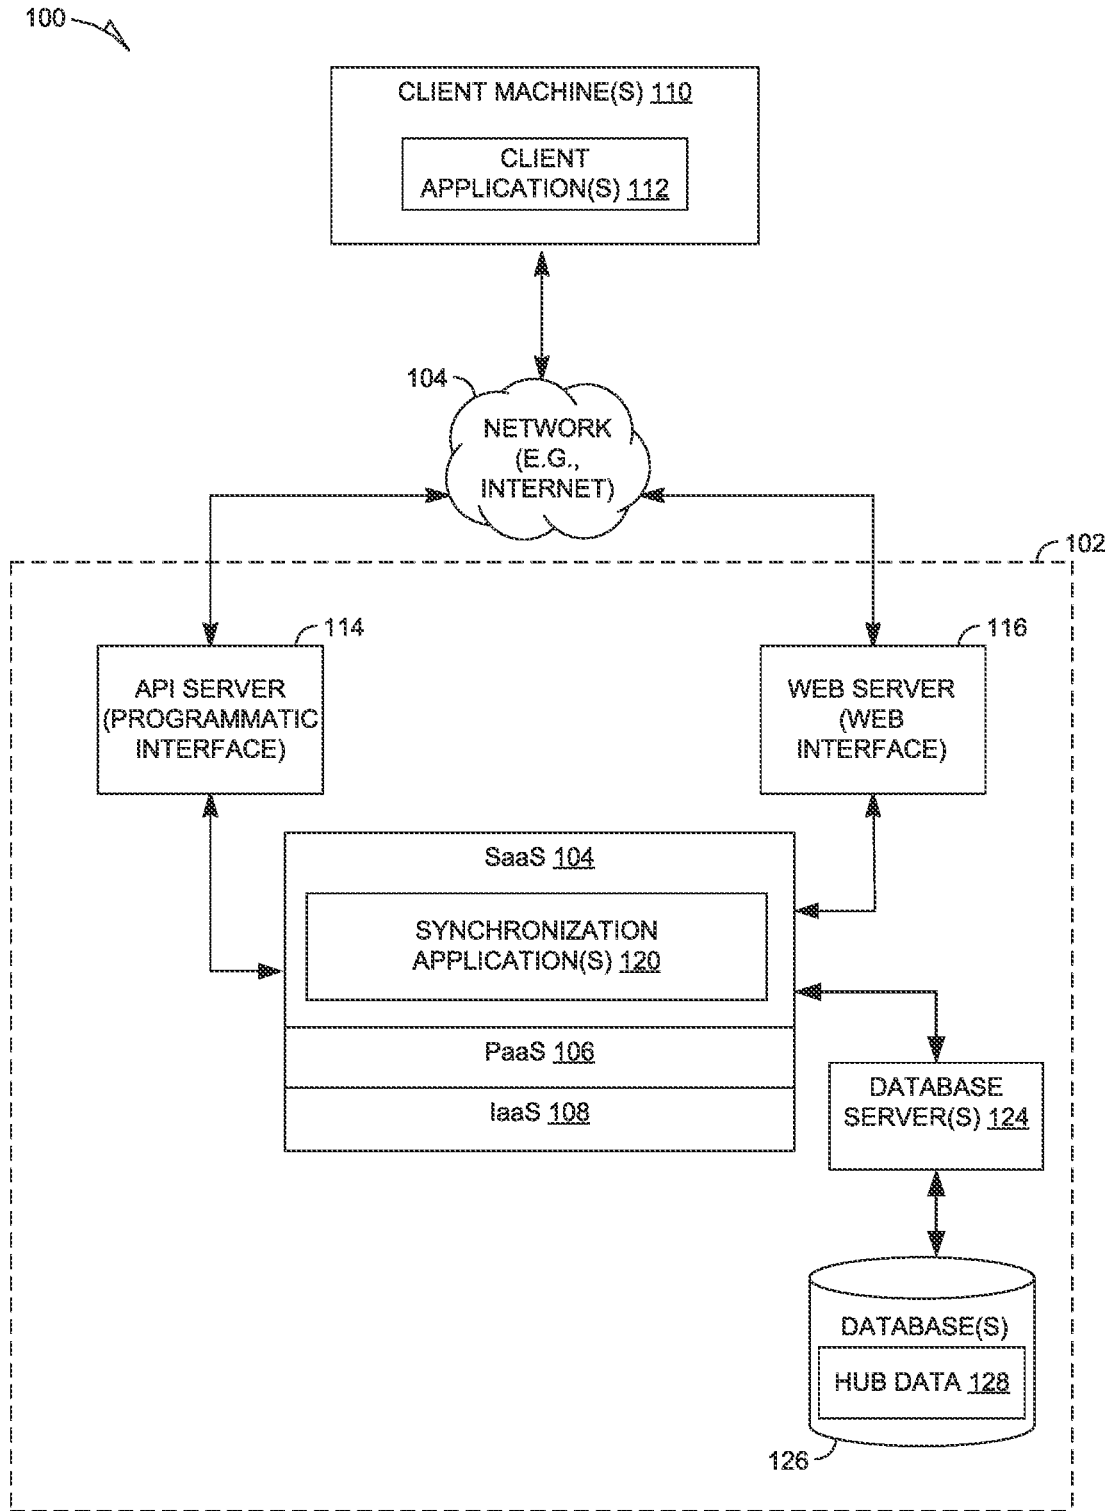 100
CLIENT MACHINE(S) 110
CLIENT
APPLICATION(S) 112
104
NETWORK
(E.G.,
INTERNET)
102
114
116
API SERVER
(PROGRAMMATIC
INTERFACE)
WEB SERVER
(WEB
INTERFACE)
SaaS 104
SYNCHRONIZATION
APPLICATION(S) 120
PaaS 106
IaaS 108
DATABASE
SERVER(S) 124
DATABASE(S)
HUB DATA 128
126